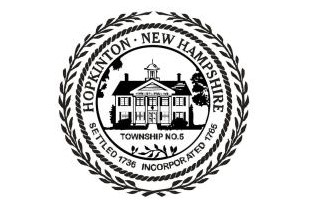 HOPKINTON · NEW HAMPSHIRE
TOWNSHIP NO.5
SETTLED 1736 INCORPORATED 1765